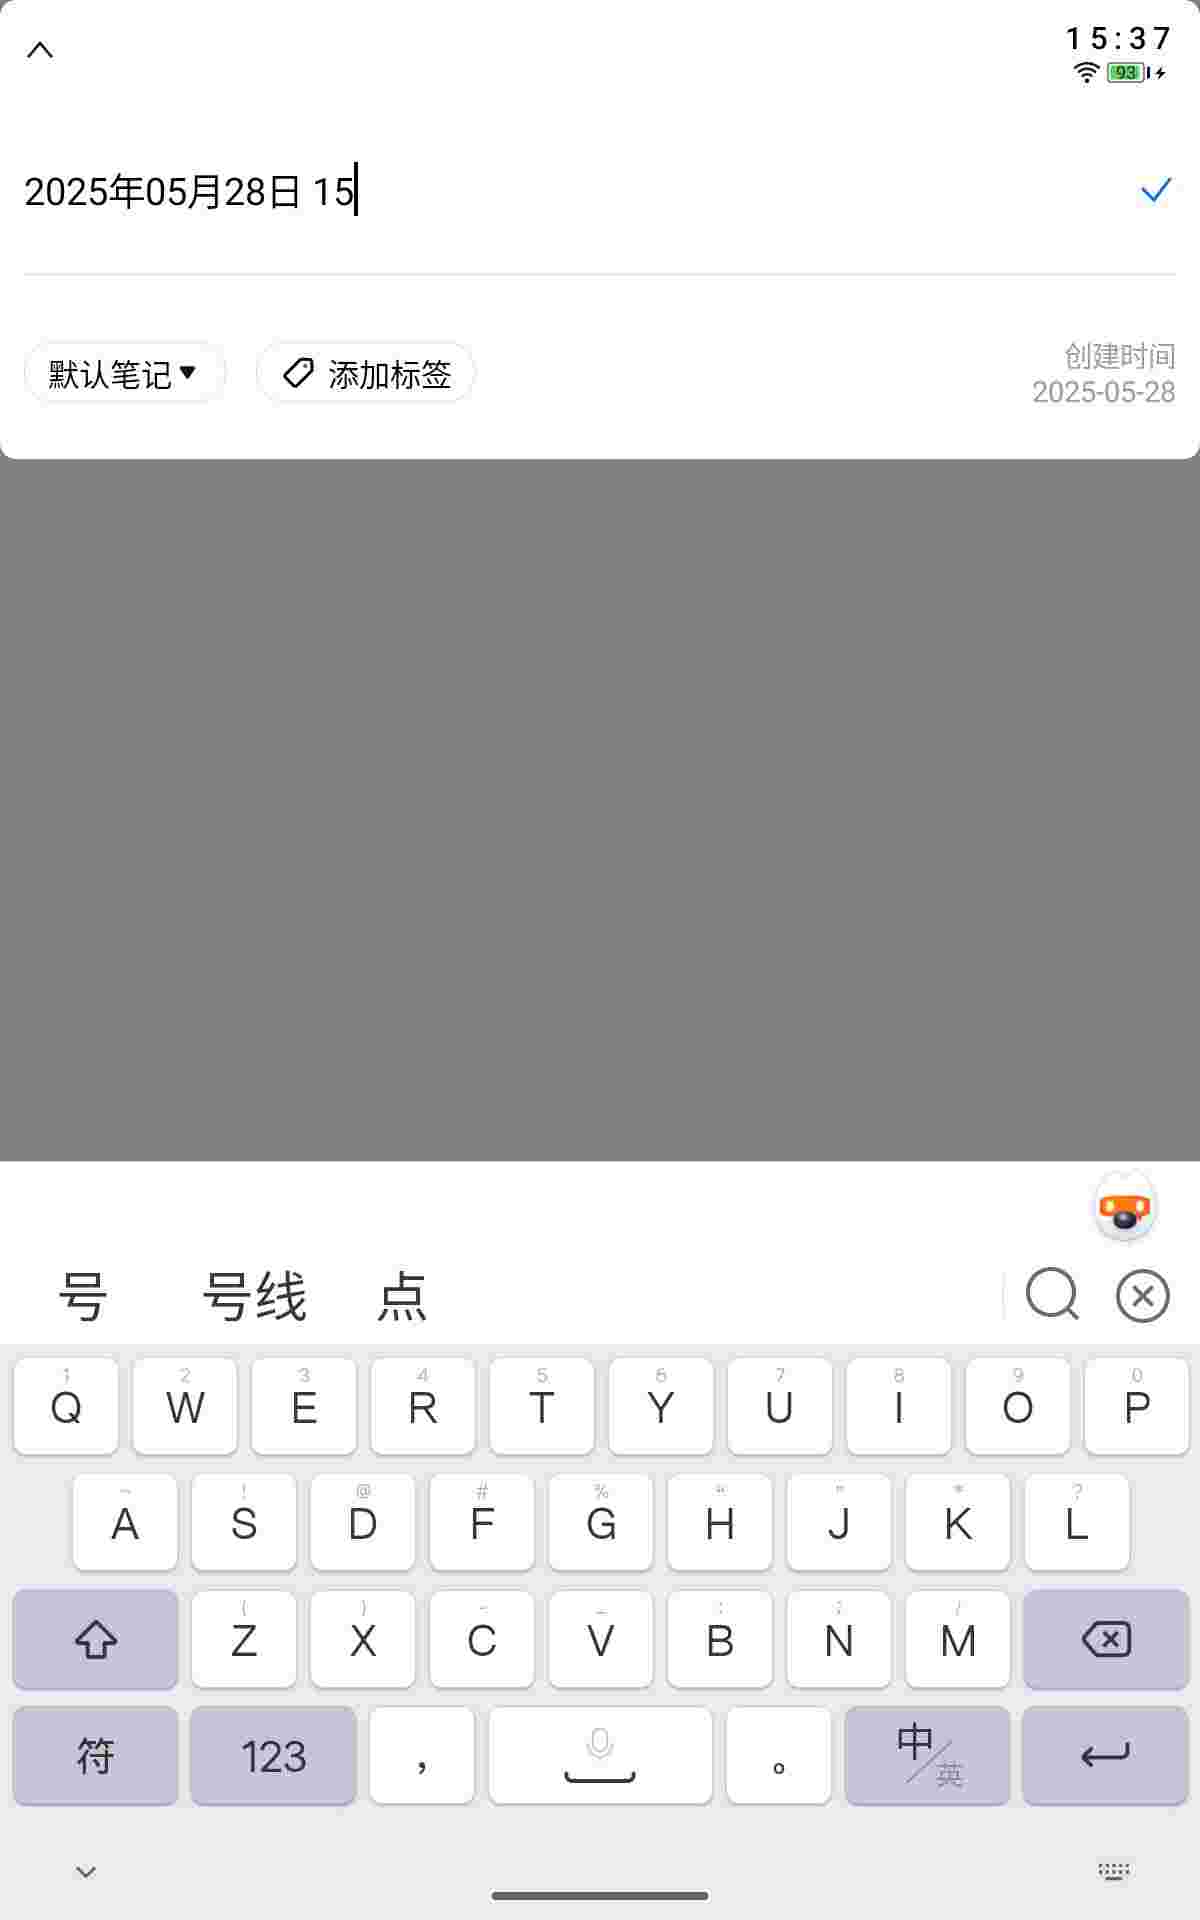 15:37
93
2025年05月28日 15
默认笔记 添加标签
创建时间
2025-05-28
号 号线 点
1 2 3 4 5 6 7 8 9 0
Q W E R T Y U I O P
~ ! @ # % “ ” * ?
A S D F G H J K L
( ) - _ : ; /
Z X C V B N M
符 123 ， 。 中/英